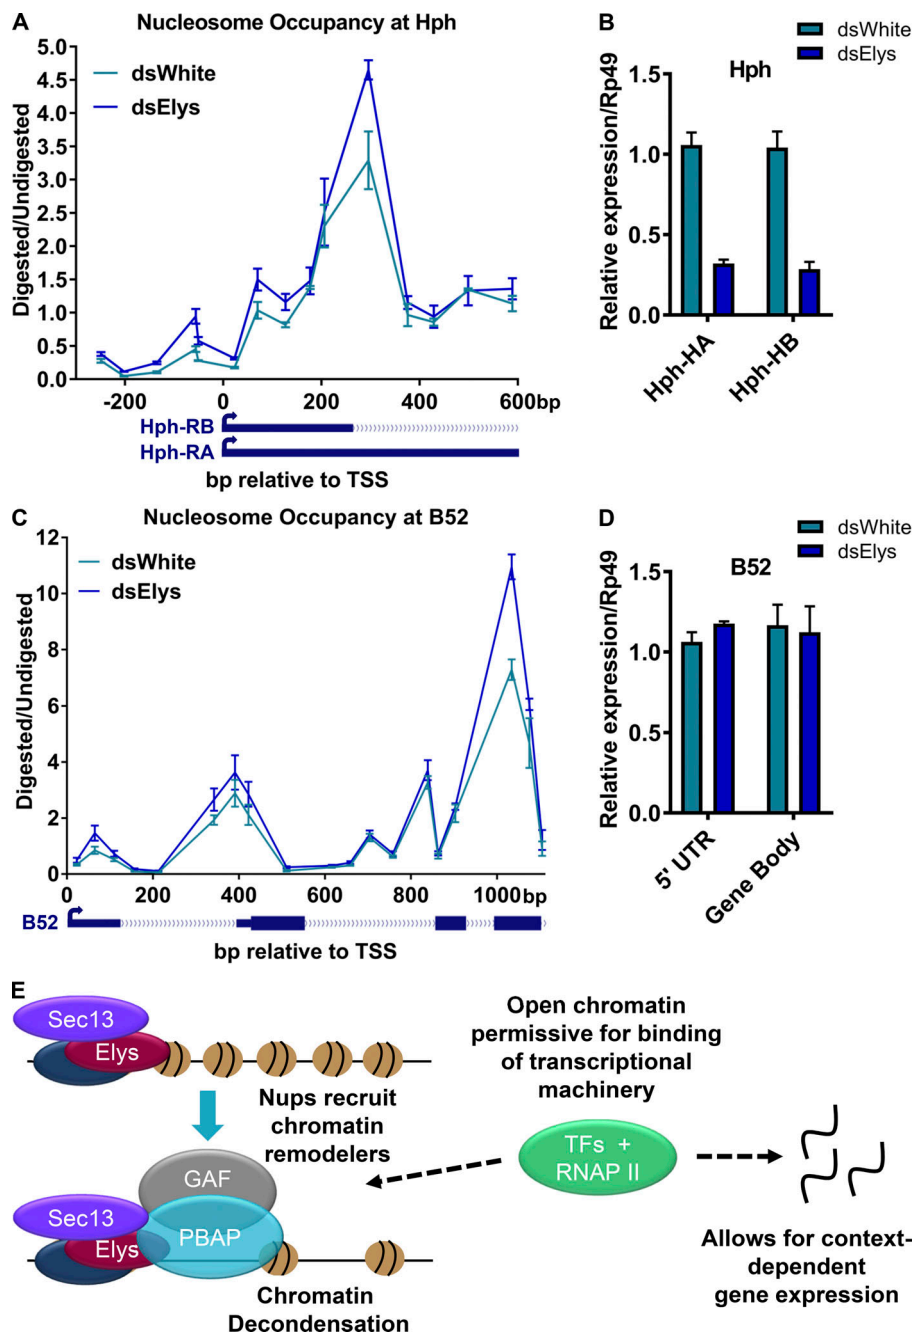 A
Nucleosome Occupancy at Hph
dsWhite
dsElys
Digested/Undigested
5.0
4.5
4.0
3.5
3.0
2.5
2.0
1.5
1.0
0.5
0.0
-200 0 200 400 600bp
Hph-RB
Hph-RA
bp relative to TSS
B
dsWhite
dsElys
Hph
Relative expression/Rp49
1.5
1.0
0.5
0.0
Hph-HA
Hph-HB
C
Nucleosome Occupancy at B52
dsWhite
dsElys
Digested/Undigested
12
10
8
6
4
2
0
0 200 400 600 800 1000bp
B52
bp relative to TSS
D
dsWhite
dsElys
B52
Relative expression/Rp49
1.5
1.0
0.5
0.0
5' UTR
Gene Body
E
Sec13
Elys
Nups recruit
chromatin
remodelers
GAF
PBAP
Sec13
Elys
Chromatin
Decondensation
Open chromatin
permissive for binding
of transcriptional
machinery
TFs +
RNAP II
Allows for context-
dependent
gene expression